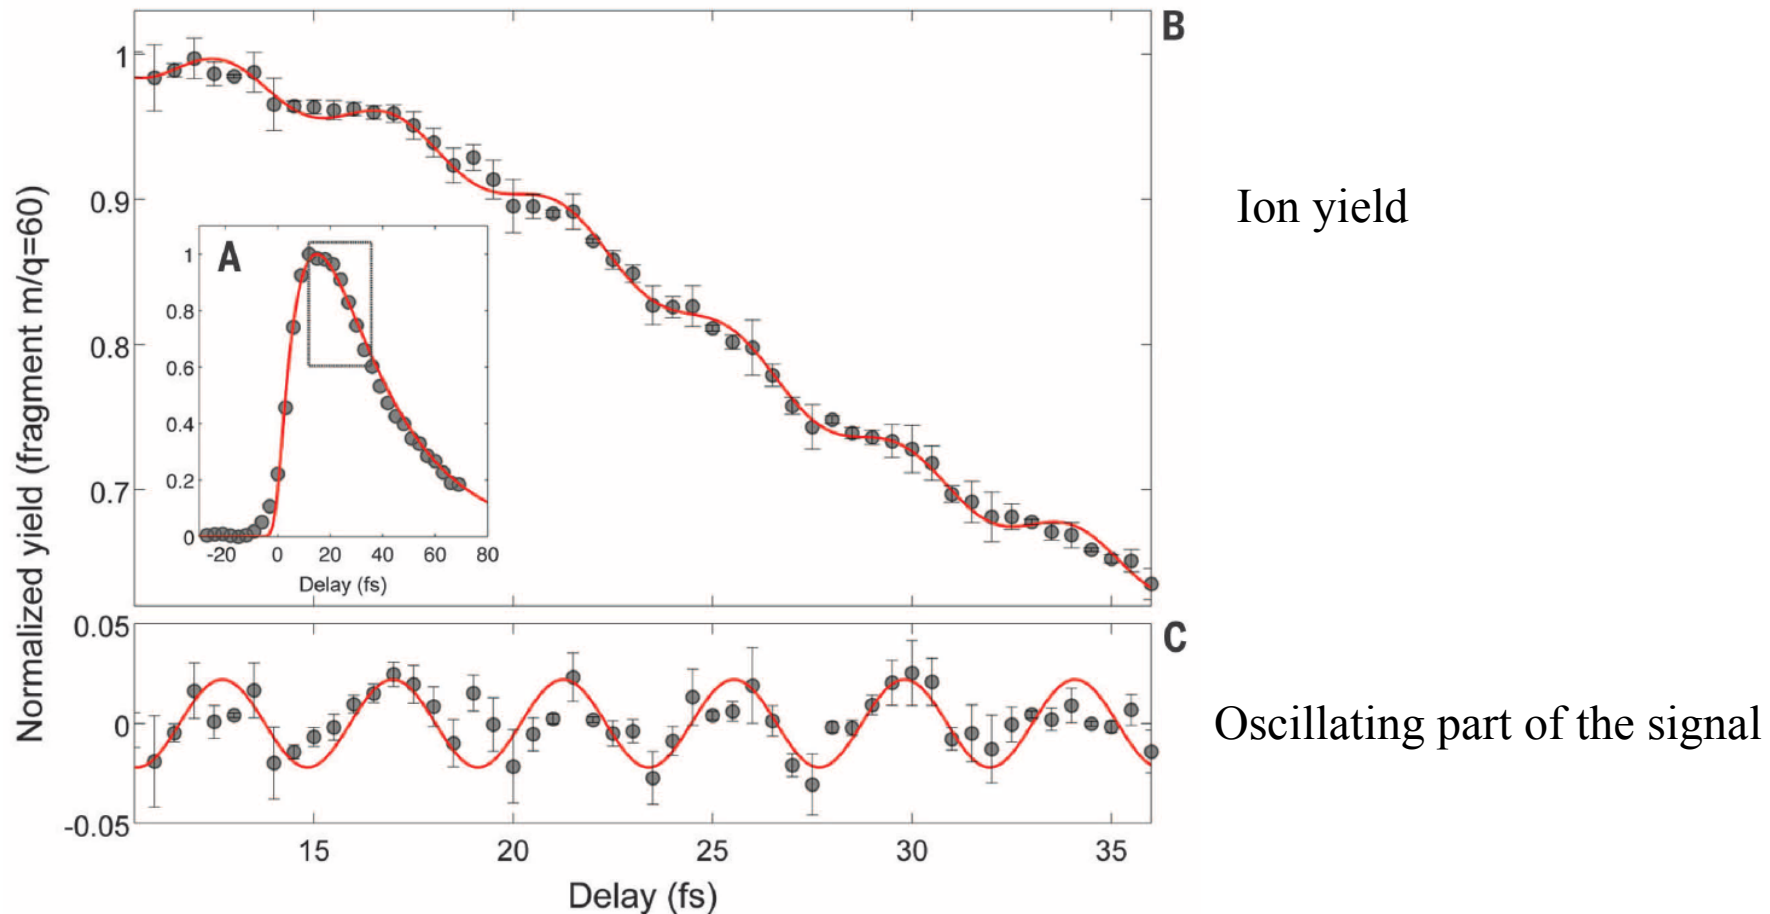 B
1
0.9
0.8
0.7
Normalized yield (fragment m/q=60)
A
1
0.8
0.6
0.4
0.2
0
-20 0 20 40 60 80
Delay (fs)
Ion yield
C
0.05
0
-0.05
15 20 25 30 35
Delay (fs)
Oscillating part of the signal